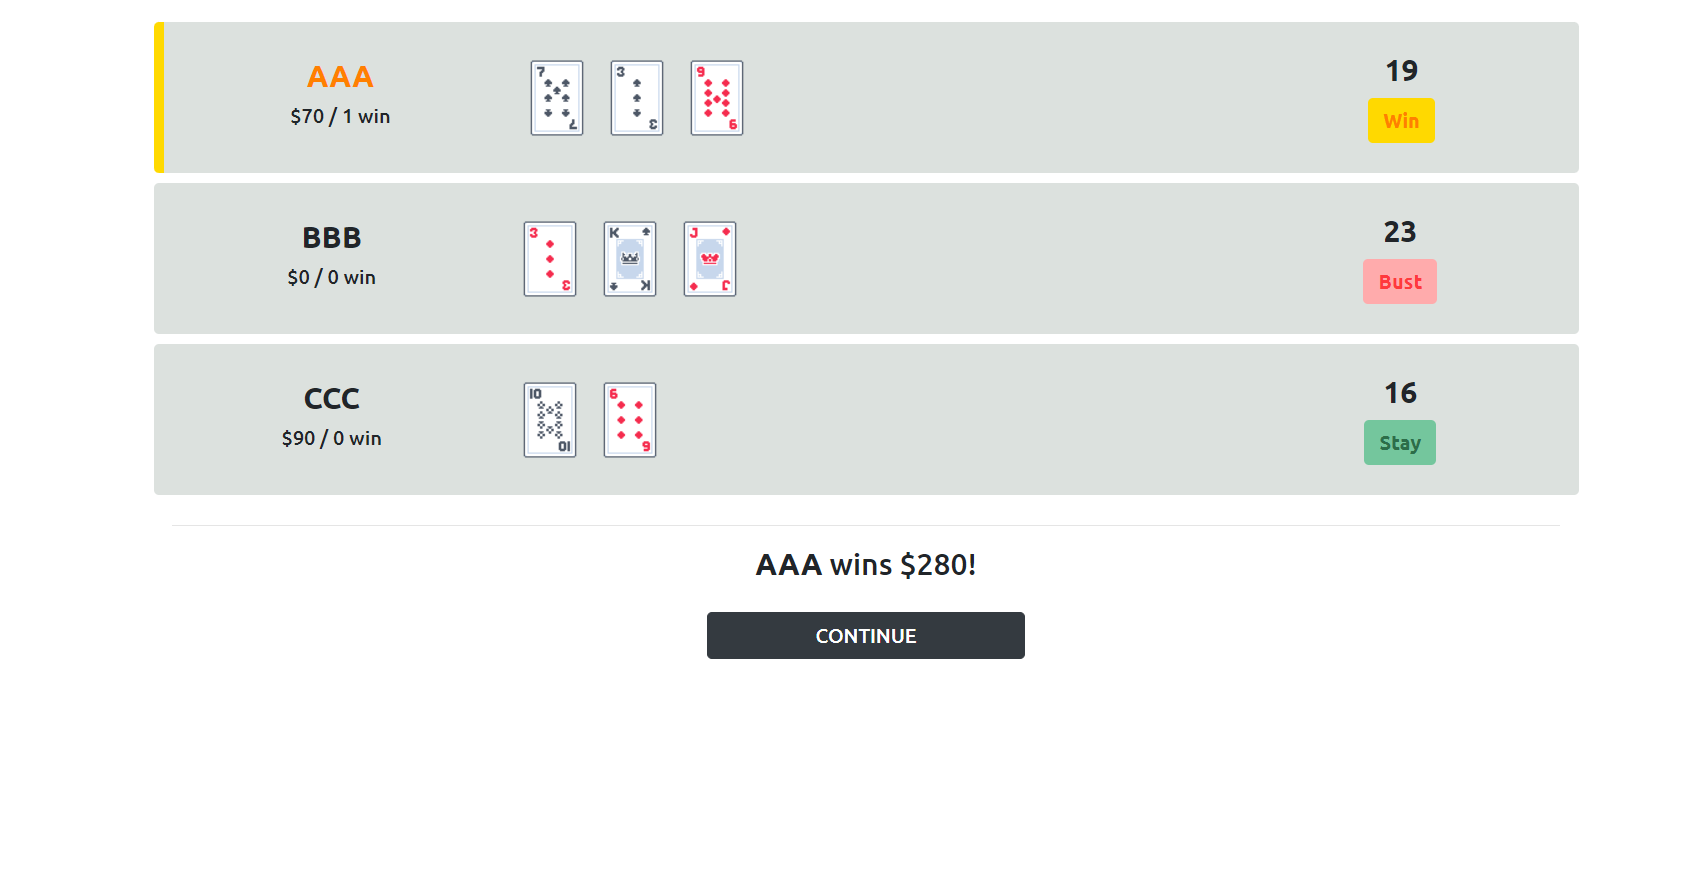 AAA
$70 / 1 win
7 7
3 3
9 9
19
Win
BBB
$0 / 0 win
3 3
K K
J J
23
Bust
CCC
$90 / 0 win
10 10
6 6
16
Stay
AAA wins $280!
CONTINUE